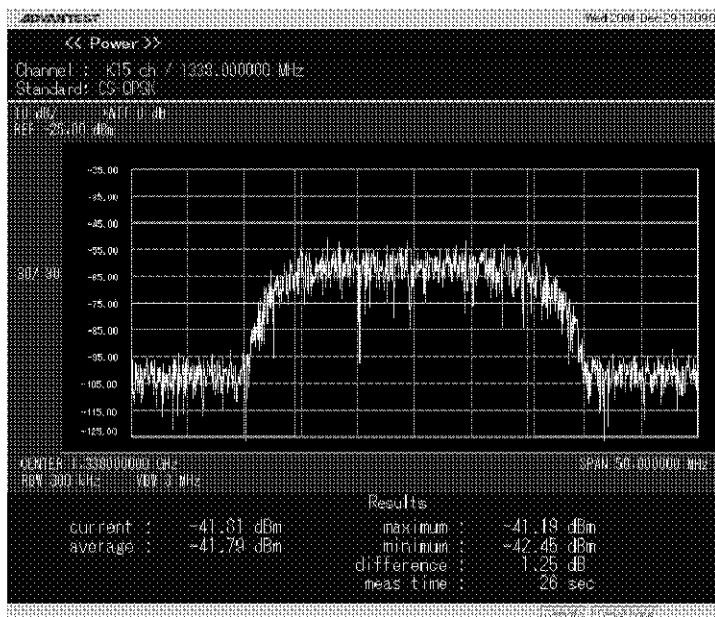 ADVANTEST
Wed 2004 Dec 29 17:09:0
<< Power >>
Channel : K15 ch / 1338.000000 MHz
Standard: CS-QPSK
10 dB/ *ATT 0 dB
REF -25.00 dBm
-25.00
-35.00
-45.00
-55.00
30/ 30
-65.00
-75.00
-85.00
-95.00
-105.00
-115.00
-125.00
CENTER 1.338000000 GHz SPAN 50.000000 MHz
RBW 300 kHz VBW 3 MHz
Results
current : -41.81 dBm maximum : -41.19 dBm
average : -41.79 dBm minimum : -42.45 dBm
difference : 1.25 dB
meas time : 26 sec